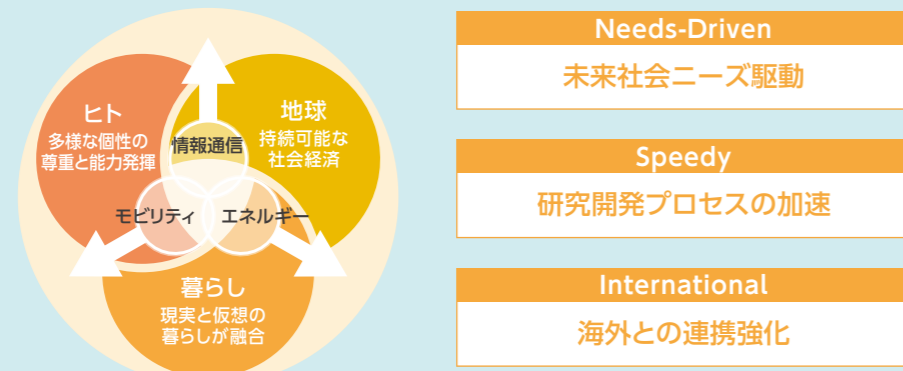 ヒト
多様な個性の
尊重と能力発揮
地球
持続可能な
社会経済
情報通信
モビリティ
エネルギー
暮らし
現実と仮想の
暮らしが融合
Needs-Driven
未来社会ニーズ駆動
Speedy
研究開発プロセスの加速
International
海外との連携強化